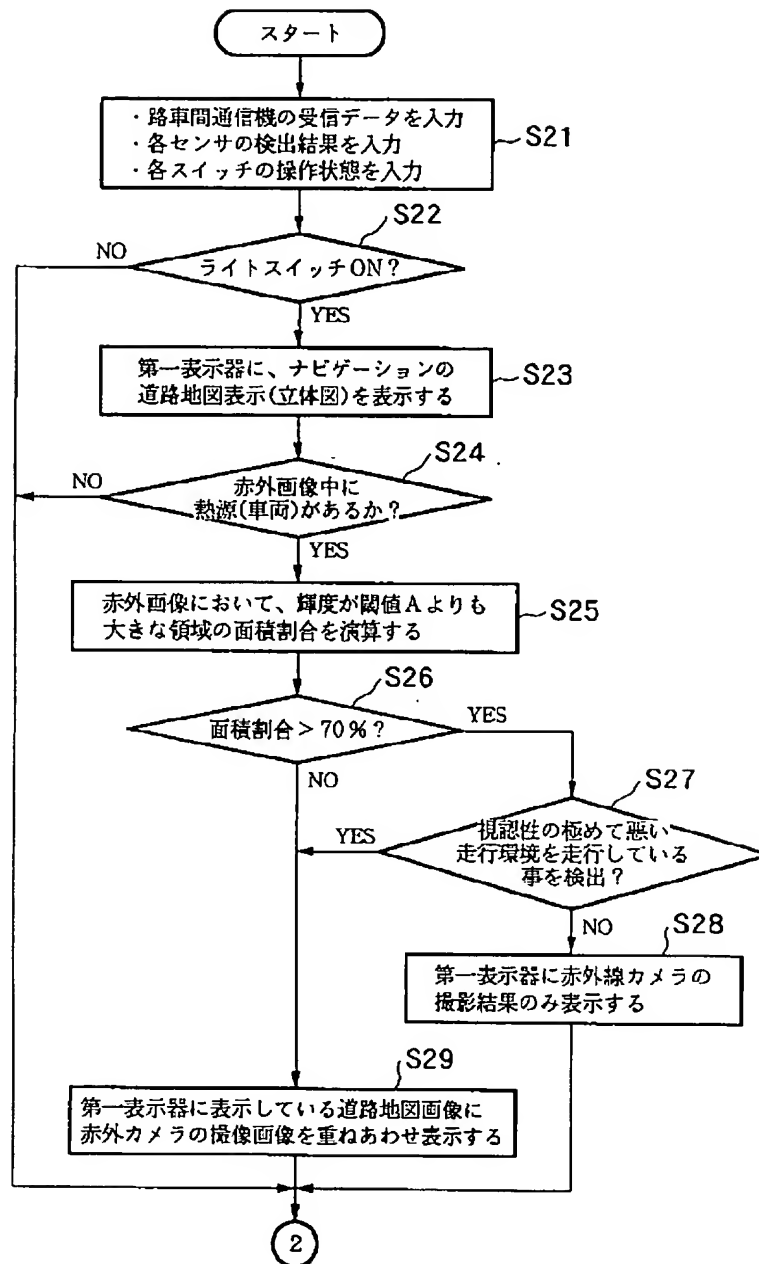 スタート
・路車間通信機の受信データを入力
・各センサの検出結果を入力
・各スイッチの操作状態を入力
S21
S22
NO
ライトスイッチON？
YES
第一表示器に、ナビゲーションの
道路地図表示(立体図)を表示する
S23
S24
NO
赤外画像中に
熱源(車両)があるか？
YES
赤外画像において、輝度が閾値Aよりも
大きな領域の面積割合を演算する
S25
S26
面積割合＞70％？
YES
NO
S27
YES
視認性の極めて悪い
走行環境を走行している
事を検出？
NO
S28
第一表示器に赤外線カメラの
撮影結果のみ表示する
S29
第一表示器に表示している道路地図画像に
赤外カメラの撮像画像を重ねあわせ表示する
2